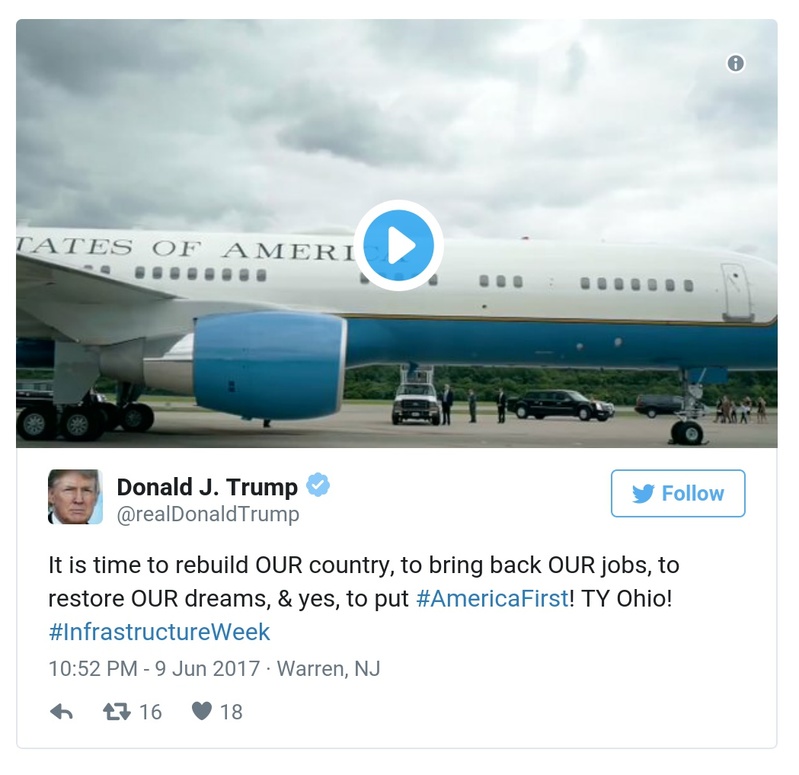 TATES OF AMERIC
Donald J. Trump
@realDonaldTrump
Follow
It is time to rebuild OUR country, to bring back OUR jobs, to
restore OUR dreams, & yes, to put #AmericaFirst! TY Ohio!
#InfrastructureWeek
10:52 PM - 9 Jun 2017 · Warren, NJ
16
18